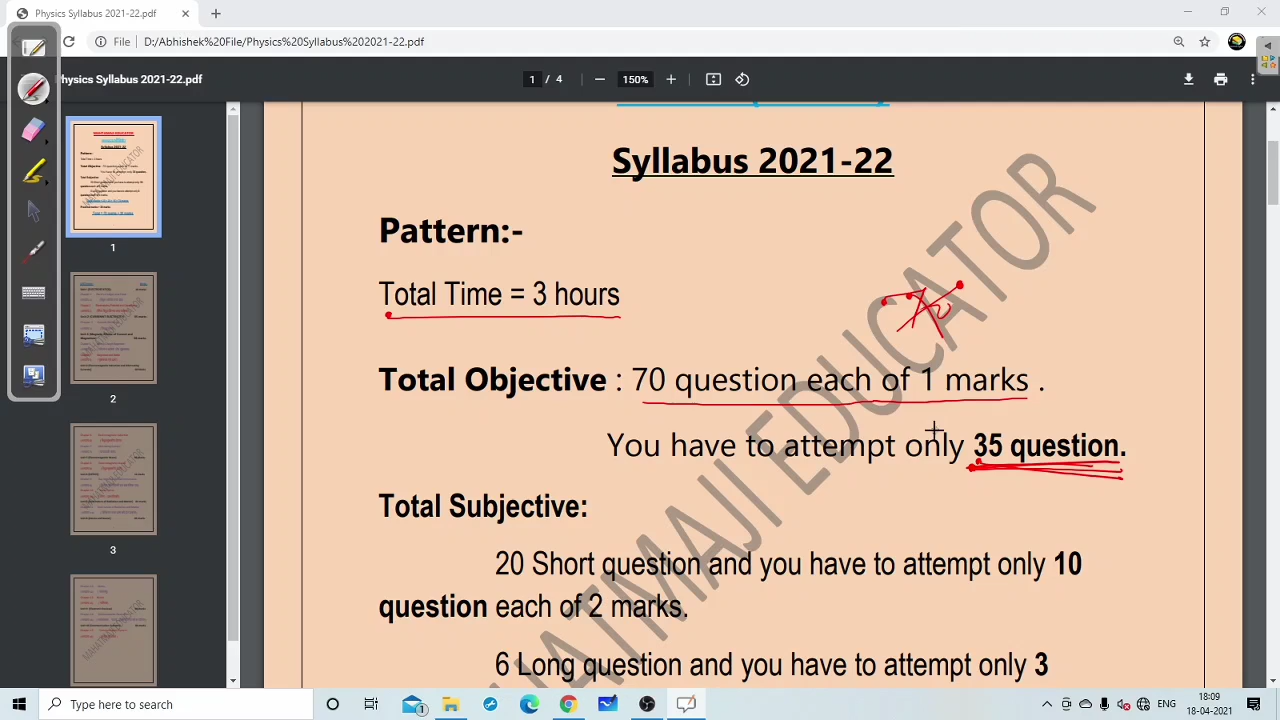 Physics Syllabus 2021-22.pdf
File
D:/Abhishek%20File/Physics%20Syllabus%202021-22.pdf
Physics Syllabus 2021-22.pdf
1 / 4
150%
Syllabus 2021-22
Pattern:-
Total Time = 3 hours
Total Objective : 70 question each of 1 marks .
You have to attempt only 35 question.
Total Subjective:
20 Short question and you have to attempt only 10
question each of 2 marks.
6 Long question and you have to attempt only 3
MAHATMAJI EDUCATOR
1
2
3
Type here to search
1
ENG
18:09
18-04-2021